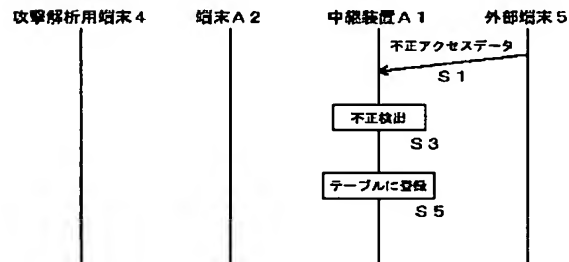 攻撃解析用端末4 端末A2 中継装置A1 外部端末5
不正アクセスデータ
S1
不正検出
S3
テーブルに登録
S5